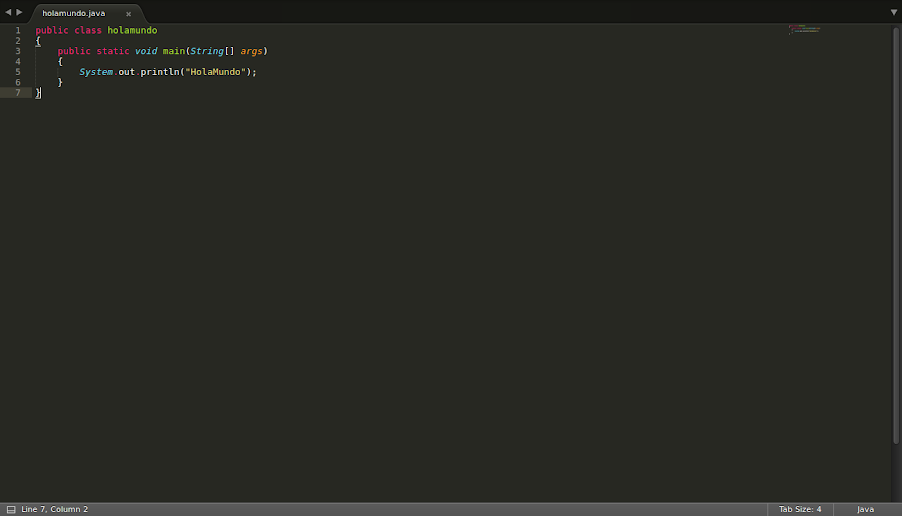 holamundo.java
1 public class holamundo
2 {
3 public static void main(String[] args)
4 {
5 System.out.println("HolaMundo");
6 }
7 }
Line 7, Column 2 Tab Size: 4 Java